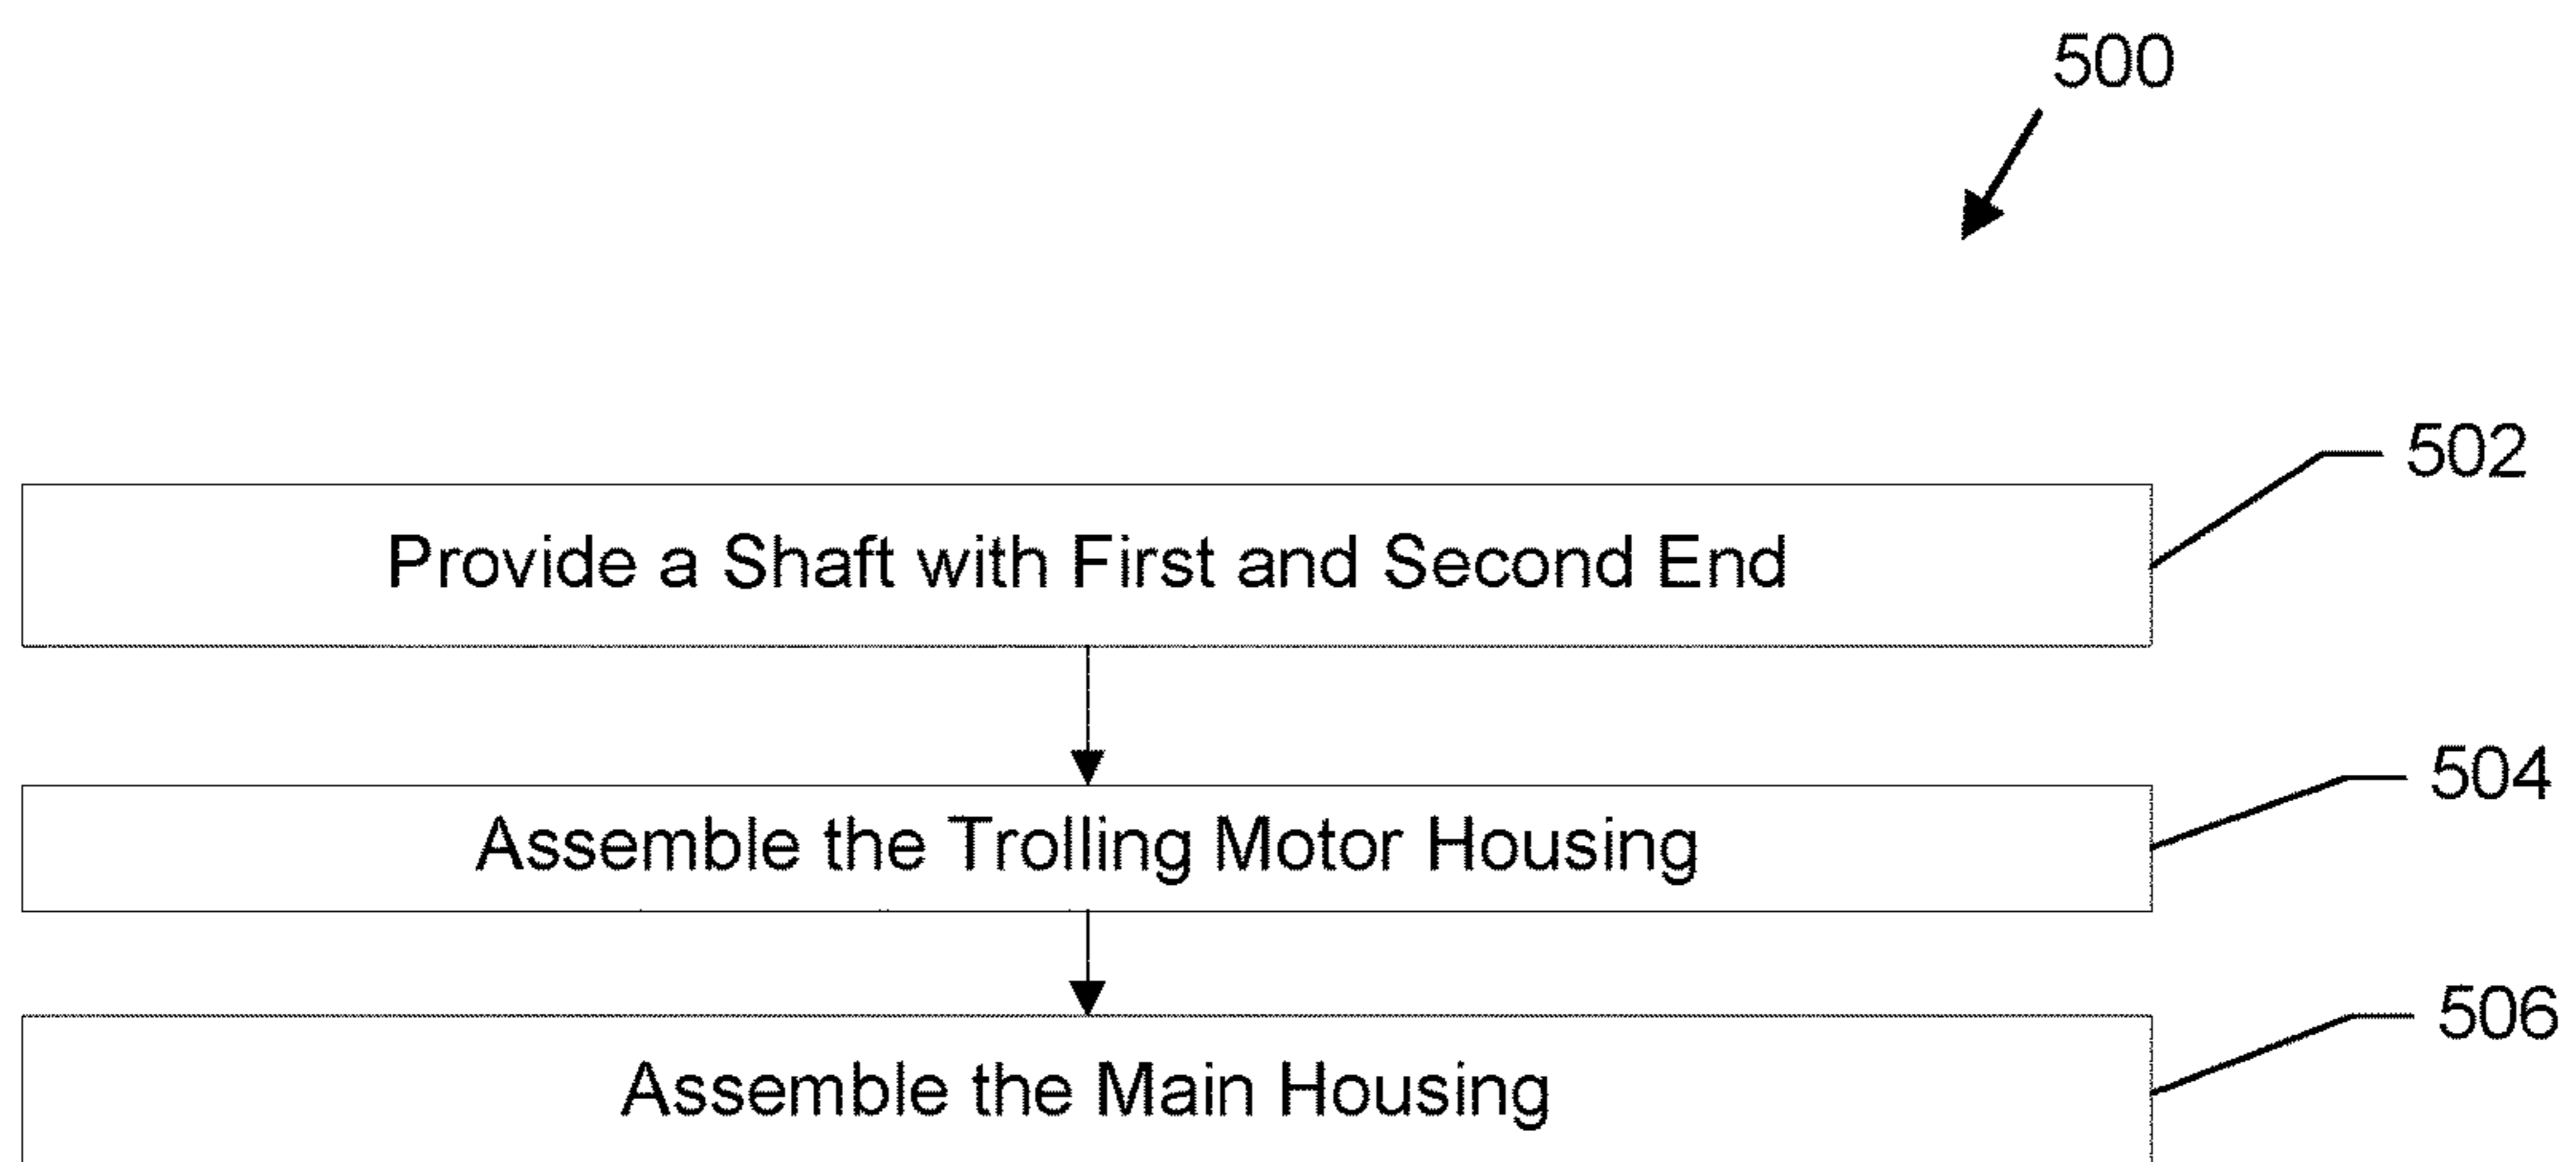 500
502
Provide a Shaft with First and Second End
504
Assemble the Trolling Motor Housing
506
Assemble the Main Housing